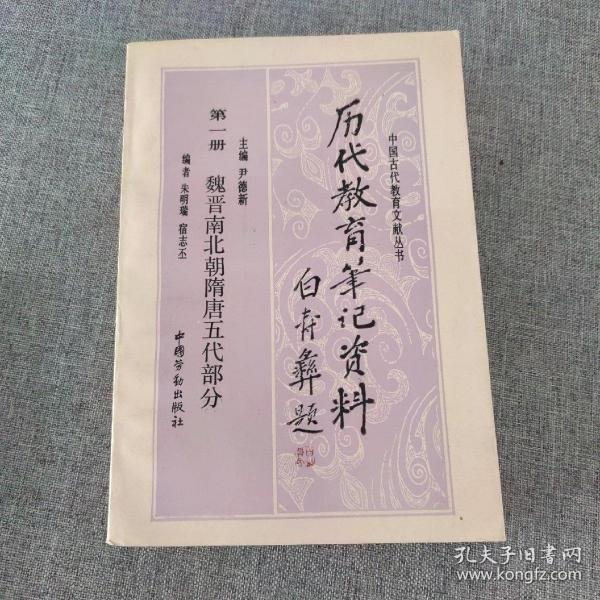 中国古代教育文献丛书
历代教育笔记资料
白寿彝题
主编 尹德新
第一册 魏晋南北朝隋唐五代部分
编者 朱明瑞 宿志丕
中國劳動出版社
孔夫子旧书网
www.kongfz.com